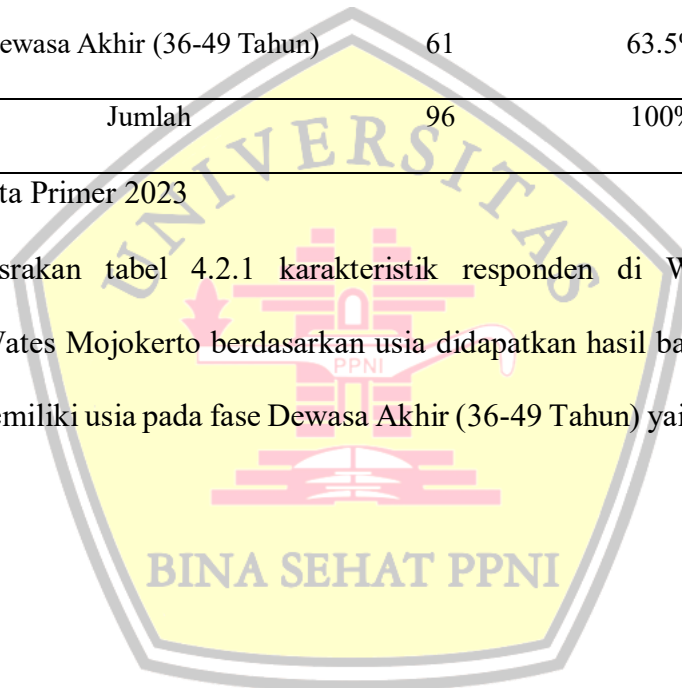 ewasa Akhir (36-49 Tahun) 61 63.5%
Jumlah 96 100%
ta Primer 2023
UNIVERSITAS
srakan tabel 4.2.1 karakteristik responden di W
Wates Mojokerto berdasarkan usia didapatkan hasil ba
PPNI
emiliki usia pada fase Dewasa Akhir (36-49 Tahun) yai
BINA SEHAT PPNI